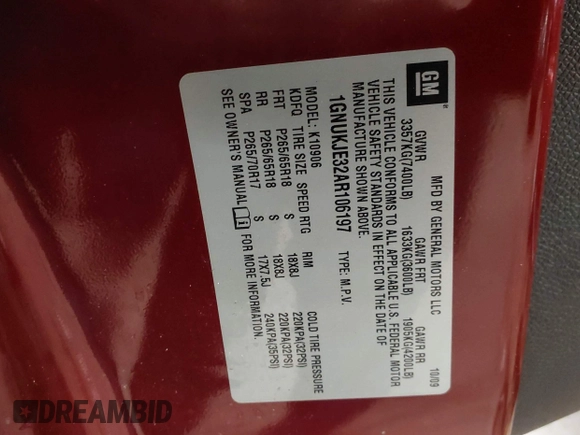 GM
MFD BY GENERAL MOTORS LLC 10/09
GVWR GAWR FRT GAWR RR
3357KG(7400LB) 1633KG(3600LB) 1905KG(4200LB)
THIS VEHICLE CONFORMS TO ALL APPLICABLE U.S. FEDERAL MOTOR
VEHICLE SAFETY STANDARDS IN EFFECT ON THE DATE OF
MANUFACTURE SHOWN ABOVE.
1GNUKJE32AR106197 TYPE: M.P.V.
MODEL: K10906
KDFQ TIRE SIZE SPEED RTG RIM COLD TIRE PRESSURE
FRT P265/65R18 S 18X8J 220KPA(32PSI)
RR P265/65R18 S 18X8J 220KPA(32PSI)
SPA P265/70R17 S 17X7.5J 240KPA(35PSI)
SEE OWNER'S MANUAL FOR MORE INFORMATION.
DREAMBID